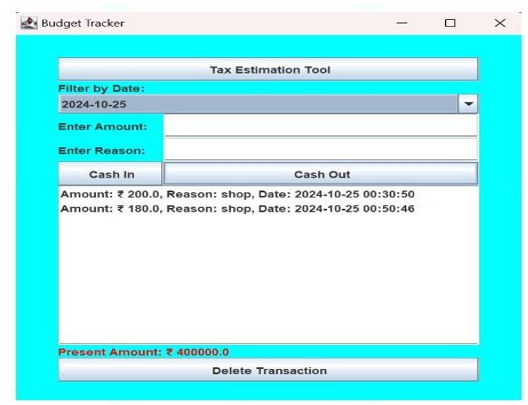 Budget Tracker
Tax Estimation Tool
Filter by Date:
2024-10-25
Enter Amount:
Enter Reason:
Cash In Cash Out
Amount: ₹ 200.0, Reason: shop, Date: 2024-10-25 00:30:50
Amount: ₹ 180.0, Reason: shop, Date: 2024-10-25 00:50:46
Present Amount: ₹ 400000.0
Delete Transaction